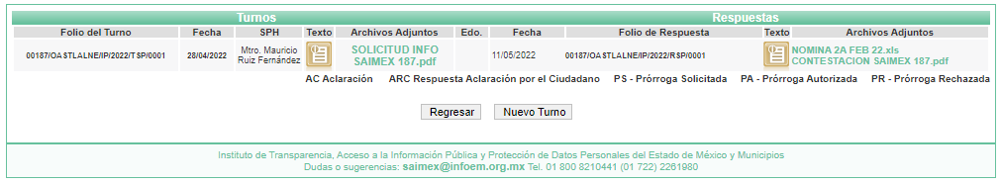 Turnos Respuestas
Folio del Turno Fecha SPH Texto Archivos Adjuntos Edo. Fecha Folio de Respuesta Texto Archivos Adjuntos
00187/OASTLALNE/IP/2022/TSP/0001 28/04/2022 Mtro. Mauricio Ruiz Fernández SOLICITUD INFO SAIMEX 187.pdf 11/05/2022 00187/OASTLALNE/IP/2022/RSP/0001 NOMINA 2A FEB 22.xls
CONTESTACION SAIMEX 187.pdf
AC Aclaración ARC Respuesta Aclaración por el Ciudadano PS - Prórroga Solicitada PA - Prórroga Autorizada PR - Prórroga Rechazada
Regresar Nuevo Turno
Instituto de Transparencia, Acceso a la Información Pública y Protección de Datos Personales del Estado de México y Municipios
Dudas o sugerencias: saimex@infoem.org.mx Tel. 01 800 8210441 (01 722) 2261980